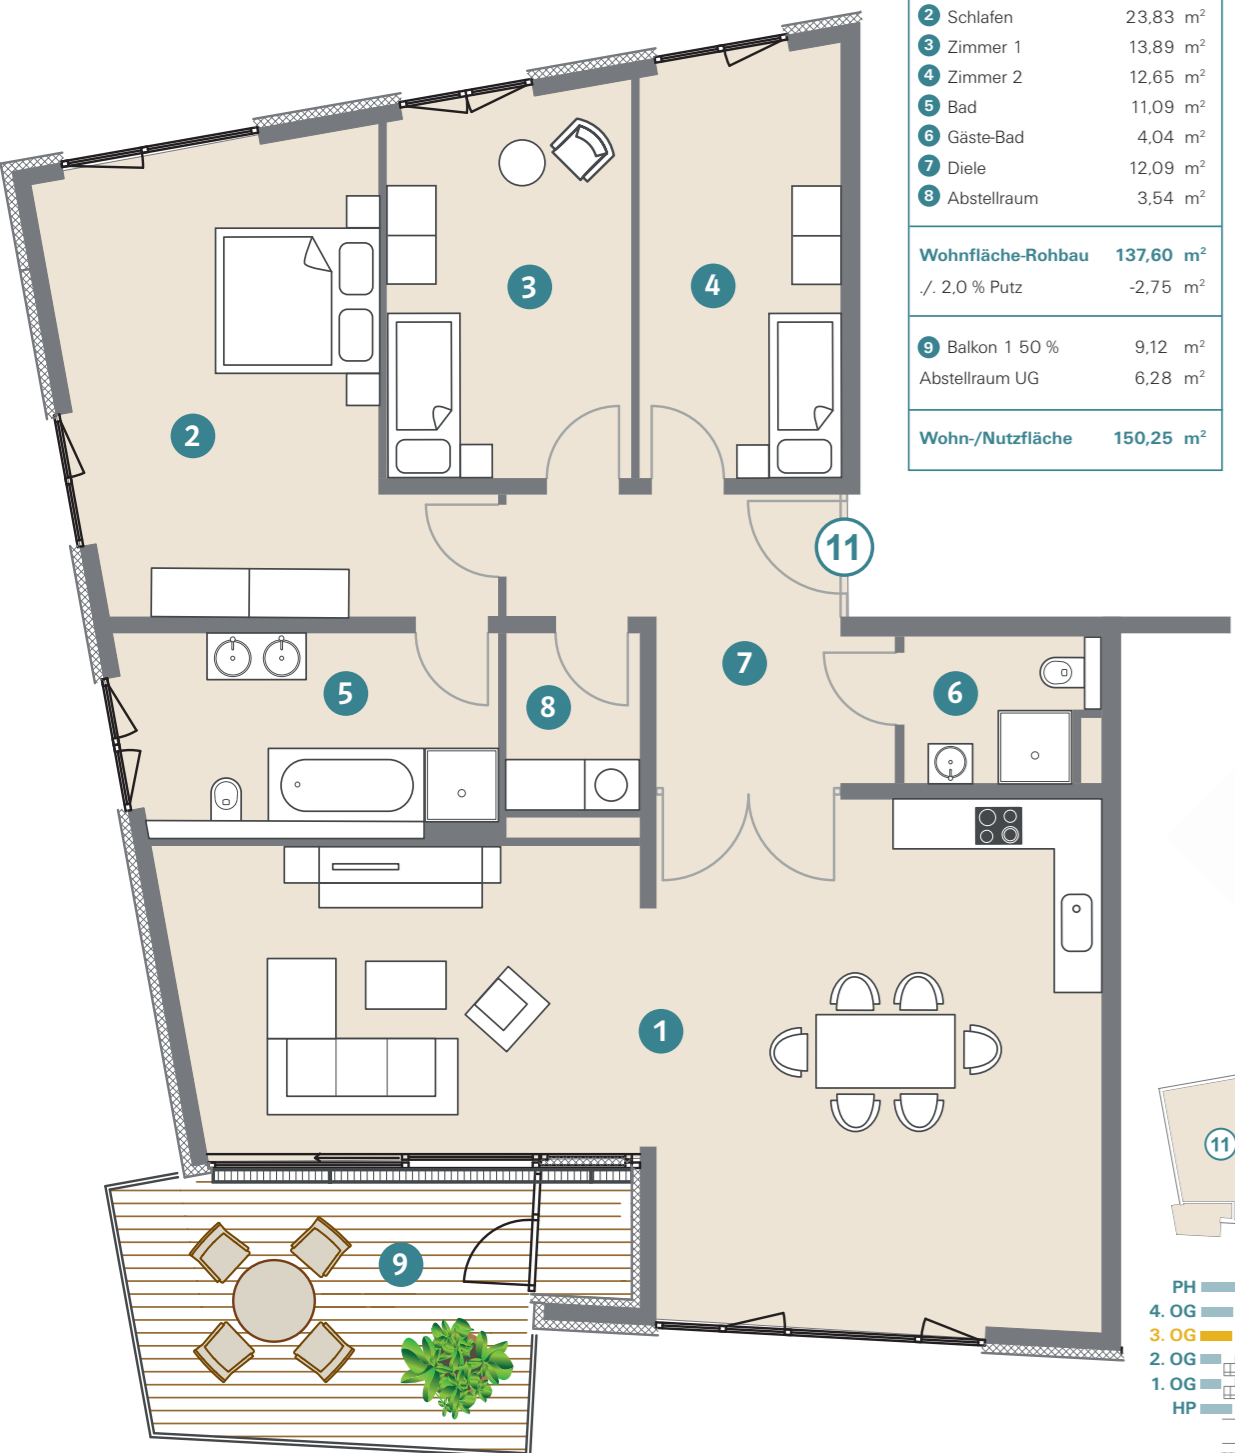 2 Schlafen 23,83 m²
3 Zimmer 1 13,89 m²
4 Zimmer 2 12,65 m²
5 Bad 11,09 m²
6 Gäste-Bad 4,04 m²
7 Diele 12,09 m²
8 Abstellraum 3,54 m²
Wohnfläche-Rohbau 137,60 m²
./. 2,0 % Putz -2,75 m²
9 Balkon 1 50 % 9,12 m²
Abstellraum UG 6,28 m²
Wohn-/Nutzfläche 150,25 m²
3
4
2
11
7
5
6
8
1
11
9
PH
4. OG
3. OG
2. OG
1. OG
HP